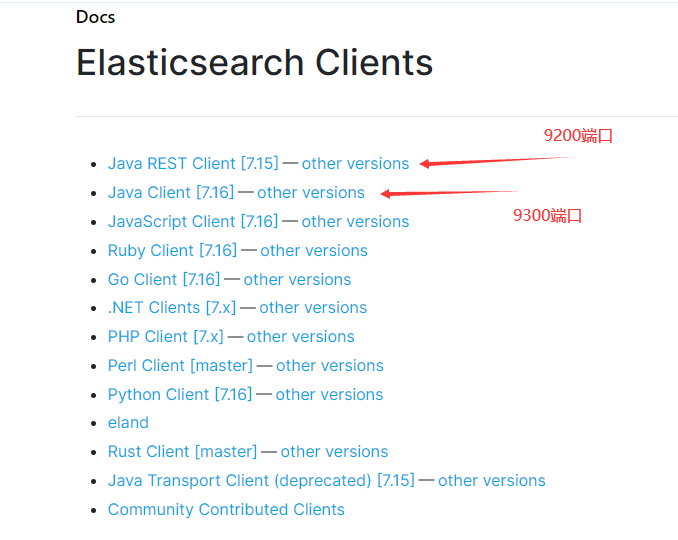 Docs
Elasticsearch Clients
9200端口
Java REST Client [7.15] — other versions
Java Client [7.16] — other versions
9300端口
JavaScript Client [7.16] — other versions
Ruby Client [7.16] — other versions
Go Client [7.16] — other versions
.NET Clients [7.x] — other versions
PHP Client [7.x] — other versions
Perl Client [master] — other versions
Python Client [7.16] — other versions
eland
Rust Client [master] — other versions
Java Transport Client (deprecated) [7.15] — other versions
Community Contributed Clients